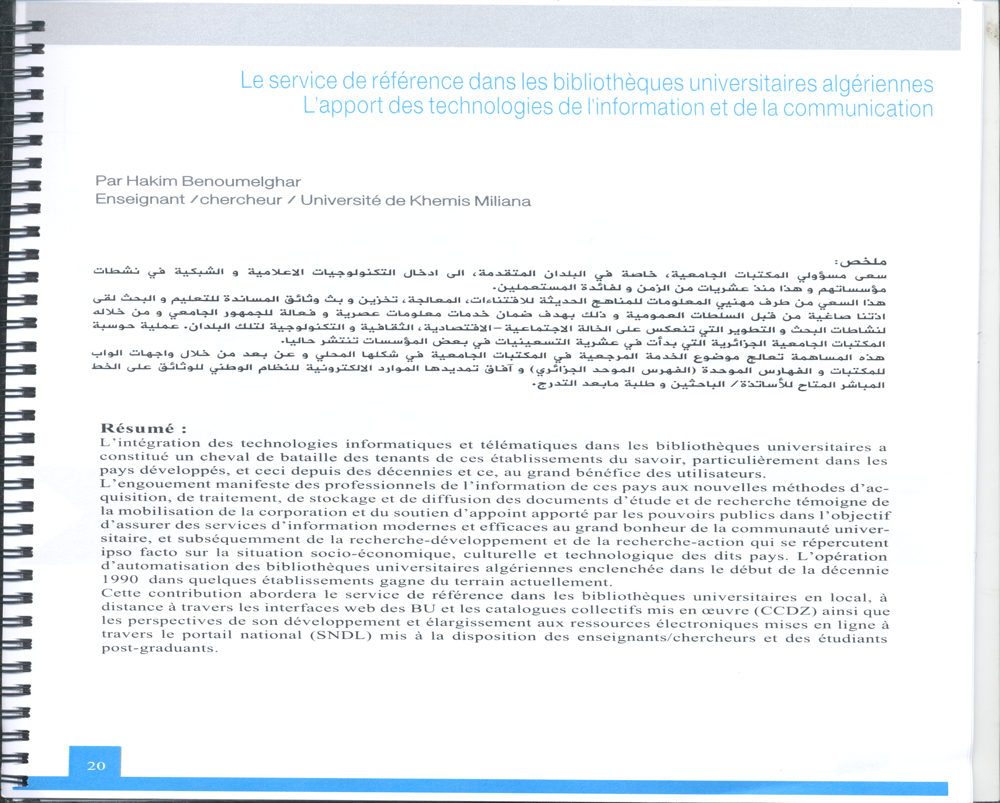 Le service de référence dans les bibliothèques universitaires algériennes
L'apport des technologies de l'information et de la communication
Par Hakim Benoumelghar
Enseignant /chercheur / Université de Khemis Miliana
ملخص:
سعى مسؤولي المكتبات الجامعية، خاصة في البلدان المتقدمة، الى ادخال التكنولوجيات الاعلامية و الشبكية في نشطات
مؤسساتهم و هذا منذ عشريات من الزمن و لفائدة المستعملين.
هذا السعي من طرف مهنيي المعلومات للمناهج الحديثة للاقتناءات، المعالجة، تخزين و بث وثائق المساندة للتعليم و البحث لقى
اذتنا صاغية من قبل السلطات العمومية و ذلك بهدف ضمان خدمات معلومات عصرية و فعالة للجمهور الجامعي و من خلاله
لنشاطات البحث و التطوير التي تنعكس على الخالة الاجتماعية –الاقتصادية، الثقافية و التكنولوجية لتلك البلدان. عملية حوسبة
المكتبات الجامعية الجزائرية التي بدأت في عشرية التسعينيات في بعض المؤسسات تنتشر حاليا.
هذه المساهمة تعالج موضوع الخدمة المرجعية في المكتبات الجامعية في شكلها المحلي و عن بعد من خلال واجهات الواب
للمكتبات و الفهارس الموحدة (الفهرس الموحد الجزائري) و آفاق تمديدها الموارد الالكترونية للنظام الوطني للوثائق على الخط
المباشر المتاح للأساتذة/ الباحثين و طلبة مابعد التدرج.
Résumé :
L'intégration des technologies informatiques et télématiques dans les bibliothèques universitaires a
constitué un cheval de bataille des tenants de ces établissements du savoir, particulièrement dans les
pays développés, et ceci depuis des décennies et ce, au grand bénéfice des utilisateurs.
L'engouement manifeste des professionnels de l'information de ces pays aux nouvelles méthodes d'ac-
quisition, de traitement, de stockage et de diffusion des documents d'étude et de recherche témoigne de
la mobilisation de la corporation et du soutien d'appoint apporté par les pouvoirs publics dans l'objectif
d'assurer des services d'information modernes et efficaces au grand bonheur de la communauté univer-
sitaire, et subséquemment de la recherche-développement et de la recherche-action qui se répercutent
ipso facto sur la situation socio-économique, culturelle et technologique des dits pays. L'opération
d'automatisation des bibliothèques universitaires algériennes enclenchée dans le début de la décennie
1990 dans quelques établissements gagne du terrain actuellement.
Cette contribution abordera le service de référence dans les bibliothèques universitaires en local, à
distance à travers les interfaces web des BU et les catalogues collectifs mis en œuvre (CCDZ) ainsi que
les perspectives de son développement et élargissement aux ressources électroniques mises en ligne à
travers le portail national (SNDL) mis à la disposition des enseignants/chercheurs et des étudiants
post-graduants.
20